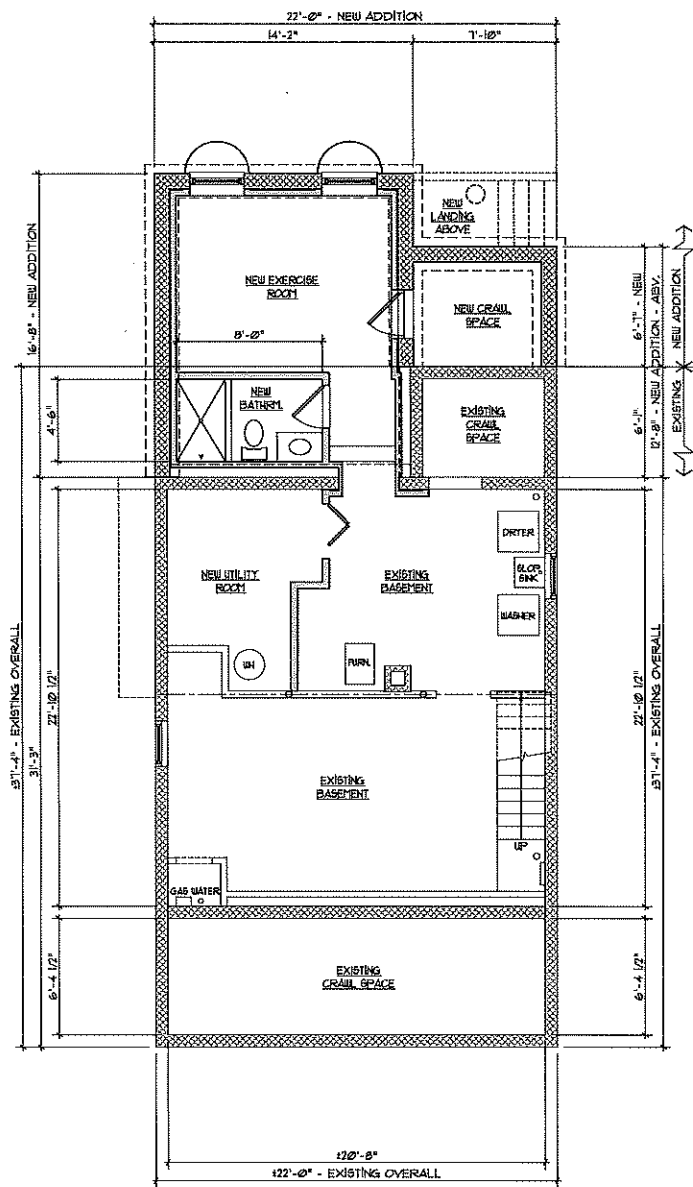 22'-0" - NEW ADDITION
14'-2"
7'-10"
NEW
LANDING
ABOVE
16'-8" - NEW ADDITION
NEW EXERCISE
ROOM
NEW CRAWL
SPACE
6'-7" - NEW
12'-8" - NEW ADDITION - ABV.
NEW ADDITION
EXISTING
8'-0"
NEW
BATHRM.
4'-6"
EXISTING
CRAWL
SPACE
6'-1"
NEW UTILITY
ROOM
EXISTING
BASEMENT
DRYER
SLOP
SINK
WASHER
WH
FURN.
±37'-4" - EXISTING OVERALL
31'-3"
22'-10 1/2"
22'-10 1/2"
±37'-4" - EXISTING OVERALL
EXISTING
BASEMENT
UP
GAS WATER
6'-4 1/2"
EXISTING
CRAWL SPACE
6'-4 1/2"
±20'-8"
±22'-0" - EXISTING OVERALL